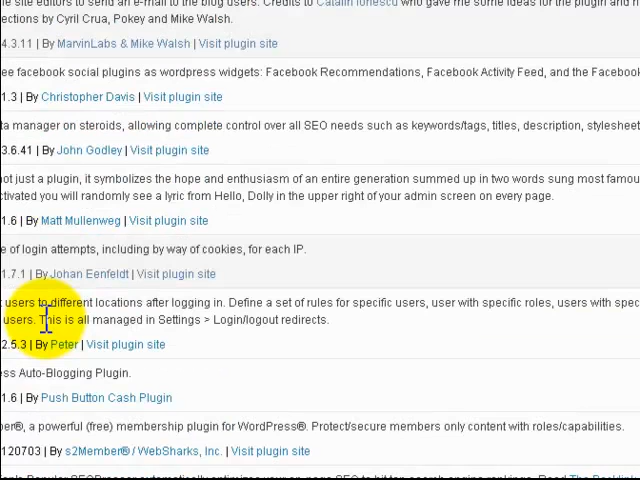 site editors to send an e-mail to the blog users. Credits to Catalin Ionescu who gave me some ideas for the plugin and
ections by Cyril Crua, Pokey and Mike Walsh.
4.3.11 | By MarvinLabs & Mike Walsh | Visit plugin site
ee facebook social plugins as wordpress widgets: Facebook Recommendations, Facebook Activity Feed, and the Facebook
1.3 | By Christopher Davis | Visit plugin site
ta manager on steroids, allowing complete control over all SEO needs such as keywords/tags, titles, description, stylesheet
3.6.41 | By John Godley | Visit plugin site
not just a plugin, it symbolizes the hope and enthusiasm of an entire generation summed up in two words sung most famou
ctivated you will randomly see a lyric from Hello, Dolly in the upper right of your admin screen on every page.
1.6 | By Matt Mullenweg | Visit plugin site
e of login attempts, including by way of cookies, for each IP.
1.7.1 | By Johan Eenfeldt | Visit plugin site
t users to different locations after logging in. Define a set of rules for specific users, user with specific roles, users with spec
users. This is all managed in Settings > Login/logout redirects.
2.5.3 | By Peter | Visit plugin site
ess Auto-Blogging Plugin.
1.6 | By Push Button Cash Plugin
ber®, a powerful (free) membership plugin for WordPress®. Protect/secure members only content with roles/capabilities.
120703 | By s2Member® / WebSharks, Inc. | Visit plugin site